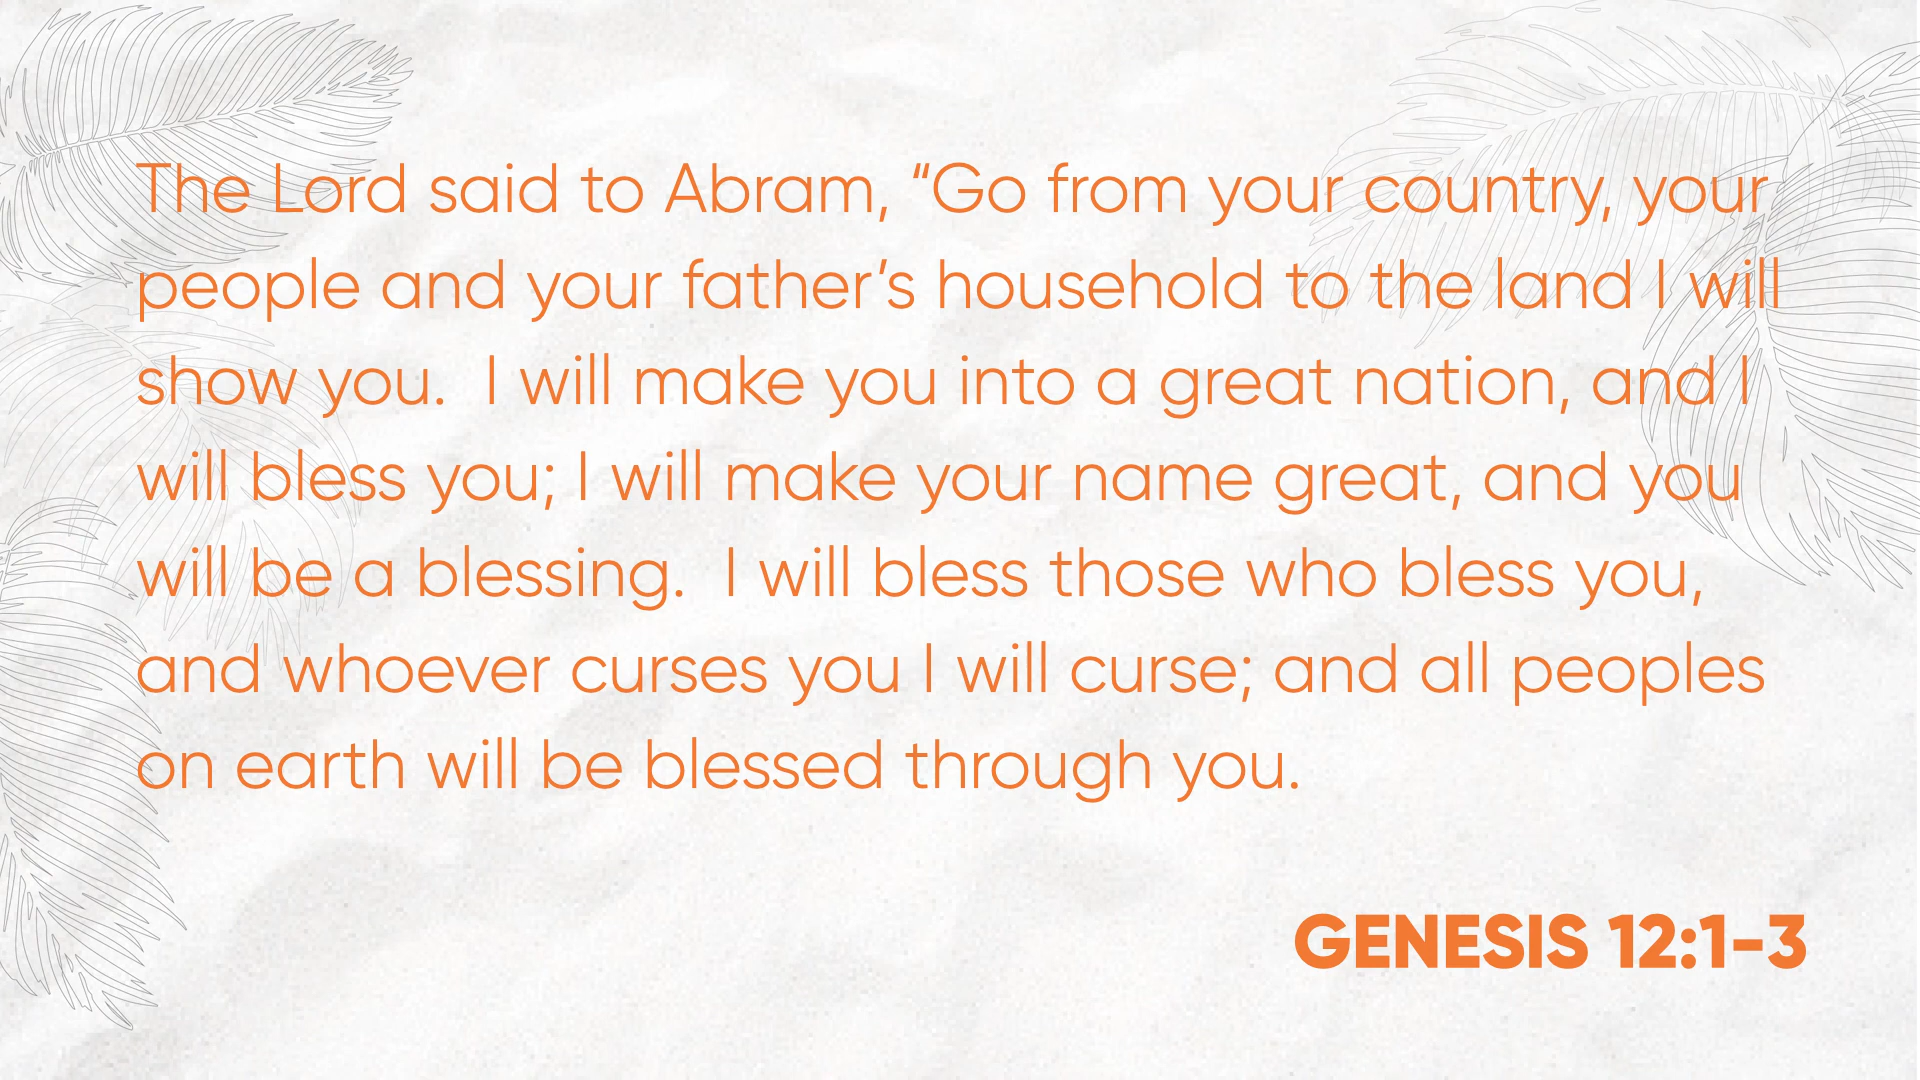 The Lord said to Abram, “Go from your country, your
people and your father’s household to the land I will
show you.  I will make you into a great nation, and I
will bless you; I will make your name great, and you
will be a blessing.  I will bless those who bless you,
and whoever curses you I will curse; and all peoples
on earth will be blessed through you.
GENESIS 12:1-3